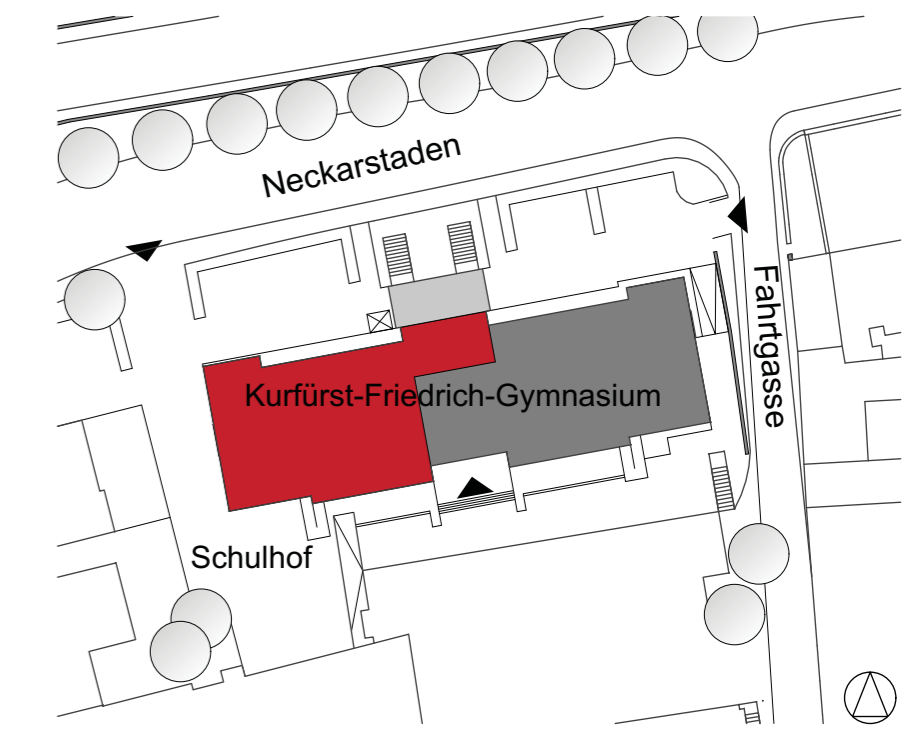 Neckarstaden
Fahrtgasse
Kurfürst-Friedrich-Gymnasium
Schulhof